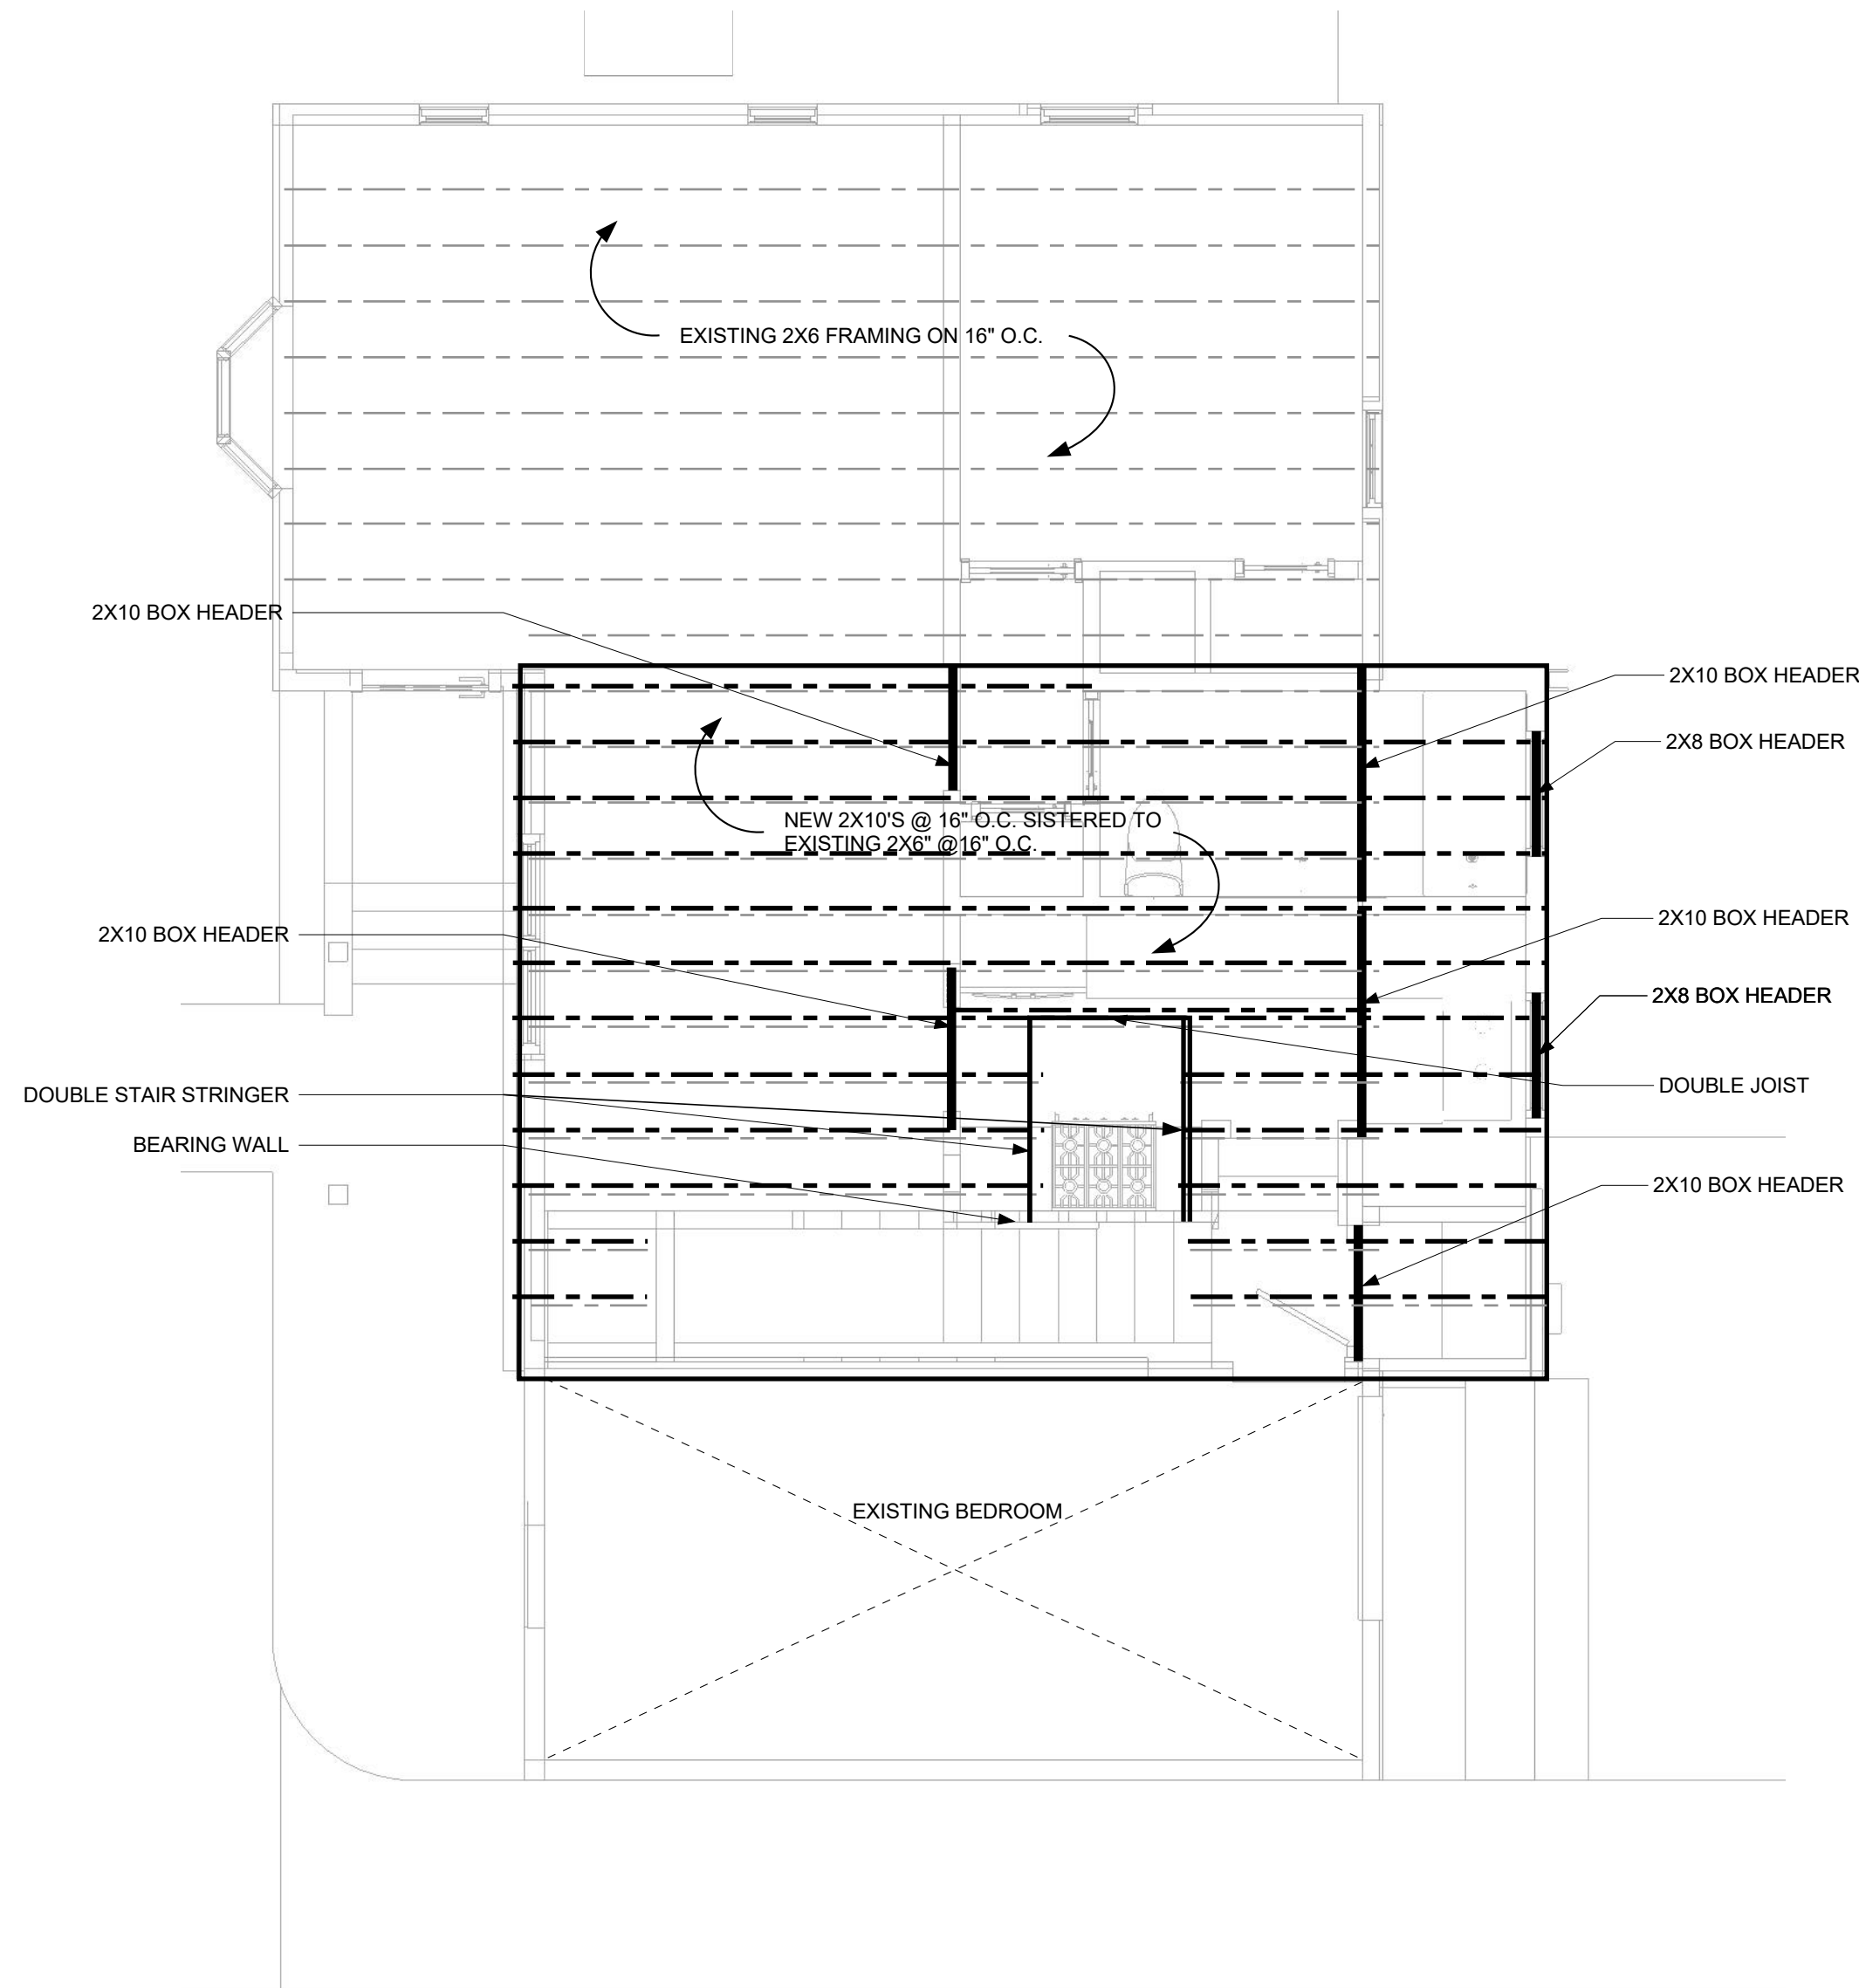 EXISTING 2X6 FRAMING ON 16" O.C.
2X10 BOX HEADER
2X10 BOX HEADER
2X8 BOX HEADER
NEW 2X10'S @ 16" O.C. SISTERED TO
EXISTING 2X6" @16" O.C.
2X10 BOX HEADER
2X10 BOX HEADER
2X8 BOX HEADER
DOUBLE JOIST
DOUBLE STAIR STRINGER
BEARING WALL
2X10 BOX HEADER
EXISTING BEDROOM